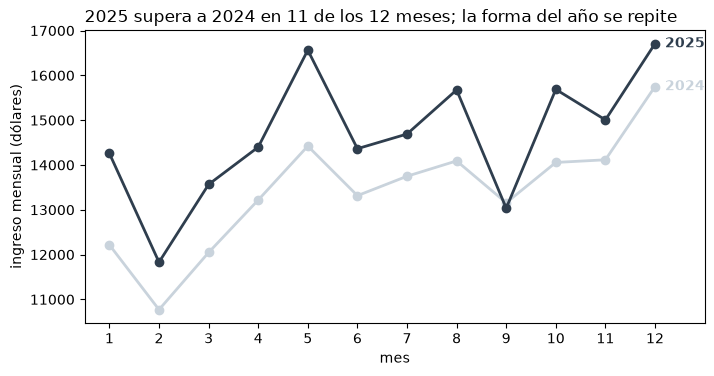 2025 supera a 2024 en 11 de los 12 meses; la forma del año se repite
17000
16000
15000
14000
13000
12000
11000
ingreso mensual (dólares)
2025
2024
1 2 3 4 5 6 7 8 9 10 11 12
mes